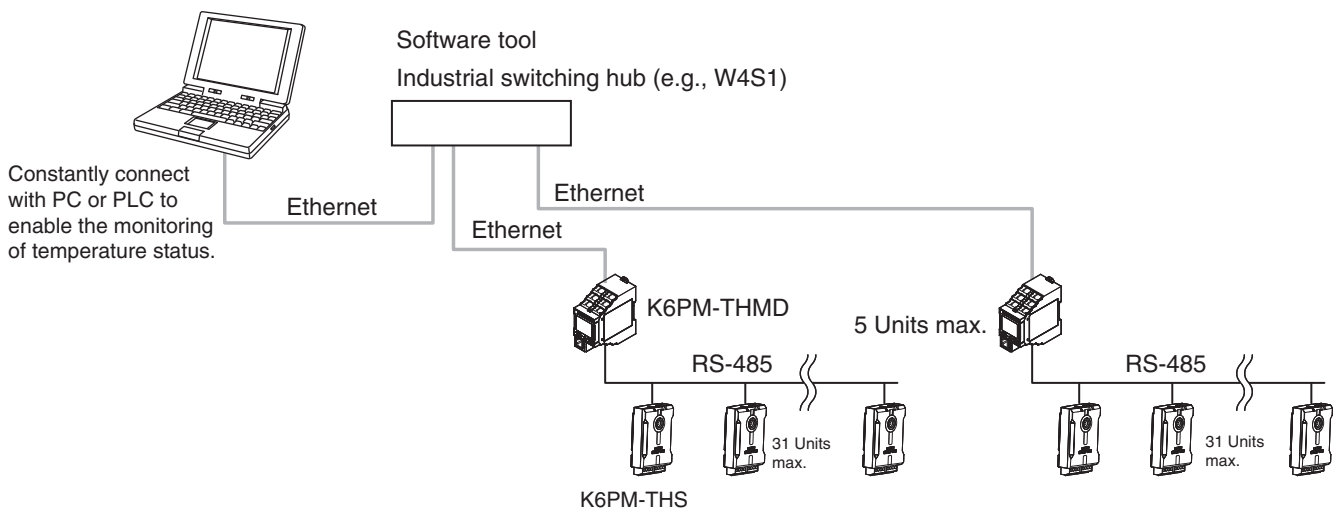 Software tool
Industrial switching hub (e.g., W4S1)
Constantly connect
with PC or PLC to
enable the monitoring
of temperature status.
Ethernet
Ethernet
Ethernet
K6PM-THMD
5 Units max.
RS-485
RS-485
31 Units
max.
31 Units
max.
K6PM-THS